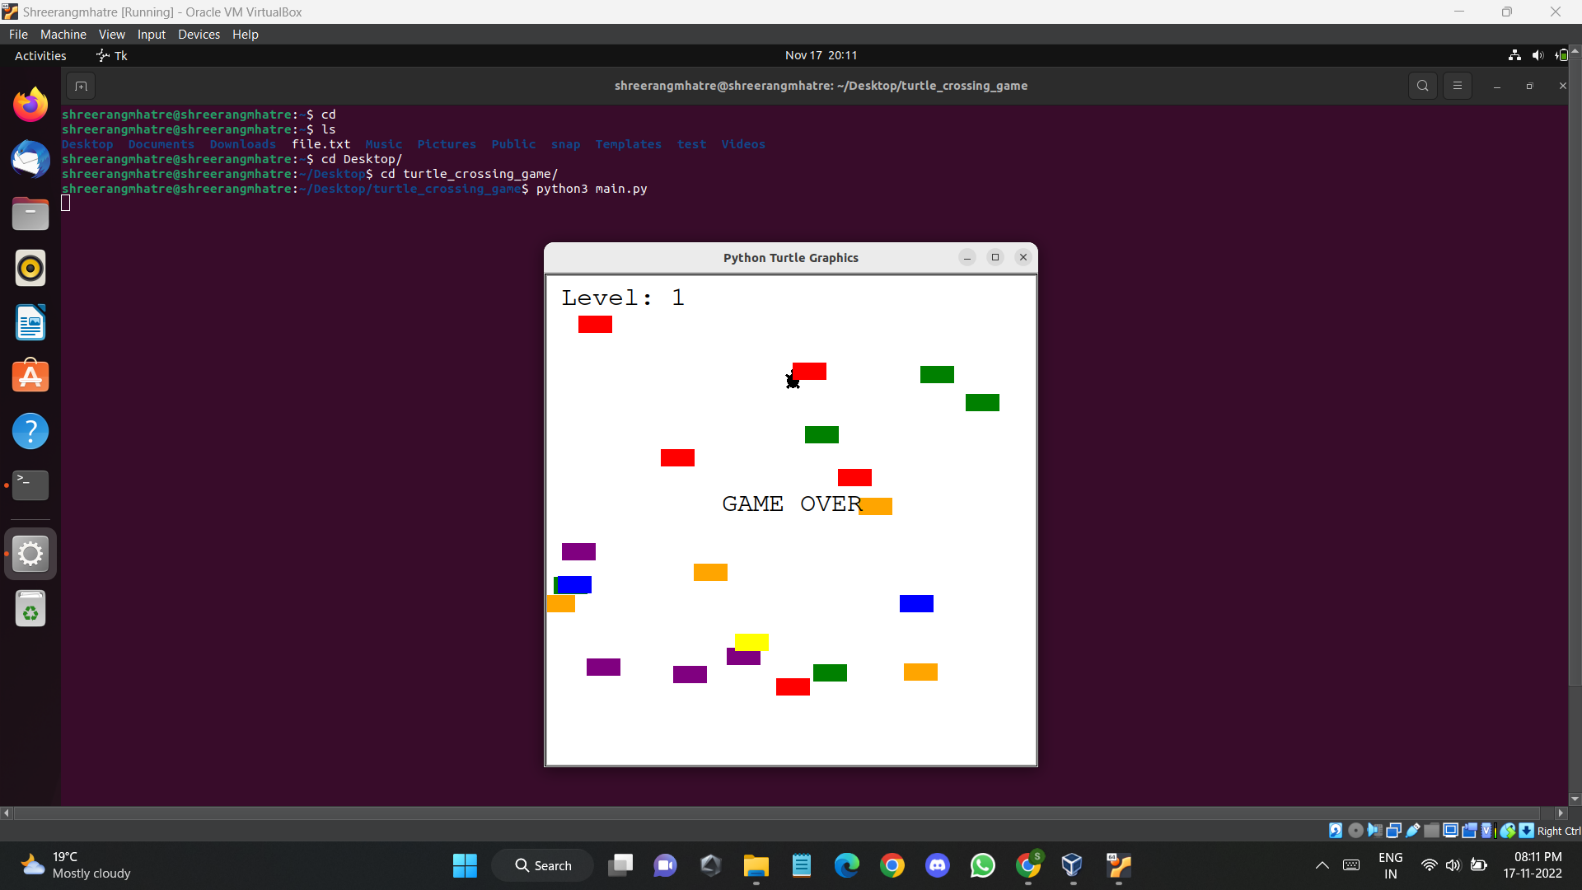 Shreerangmhatre [Running] - Oracle VM VirtualBox
File Machine View Input Devices Help
Activities Tk Nov 17 20:11
shreerangmhatre@shreerangmhatre: ~/Desktop/turtle_crossing_game
shreerangmhatre@shreerangmhatre:~$ cd
shreerangmhatre@shreerangmhatre:~$ ls
Desktop Documents Downloads file.txt Music Pictures Public snap Templates test Videos
shreerangmhatre@shreerangmhatre:~$ cd Desktop/
shreerangmhatre@shreerangmhatre:~/Desktop$ cd turtle_crossing_game/
shreerangmhatre@shreerangmhatre:~/Desktop/turtle_crossing_game$ python3 main.py
Python Turtle Graphics
Level: 1
GAME OVER
Right Ctrl
19°C
Mostly cloudy
Search
ENG
IN
08:11 PM
17-11-2022